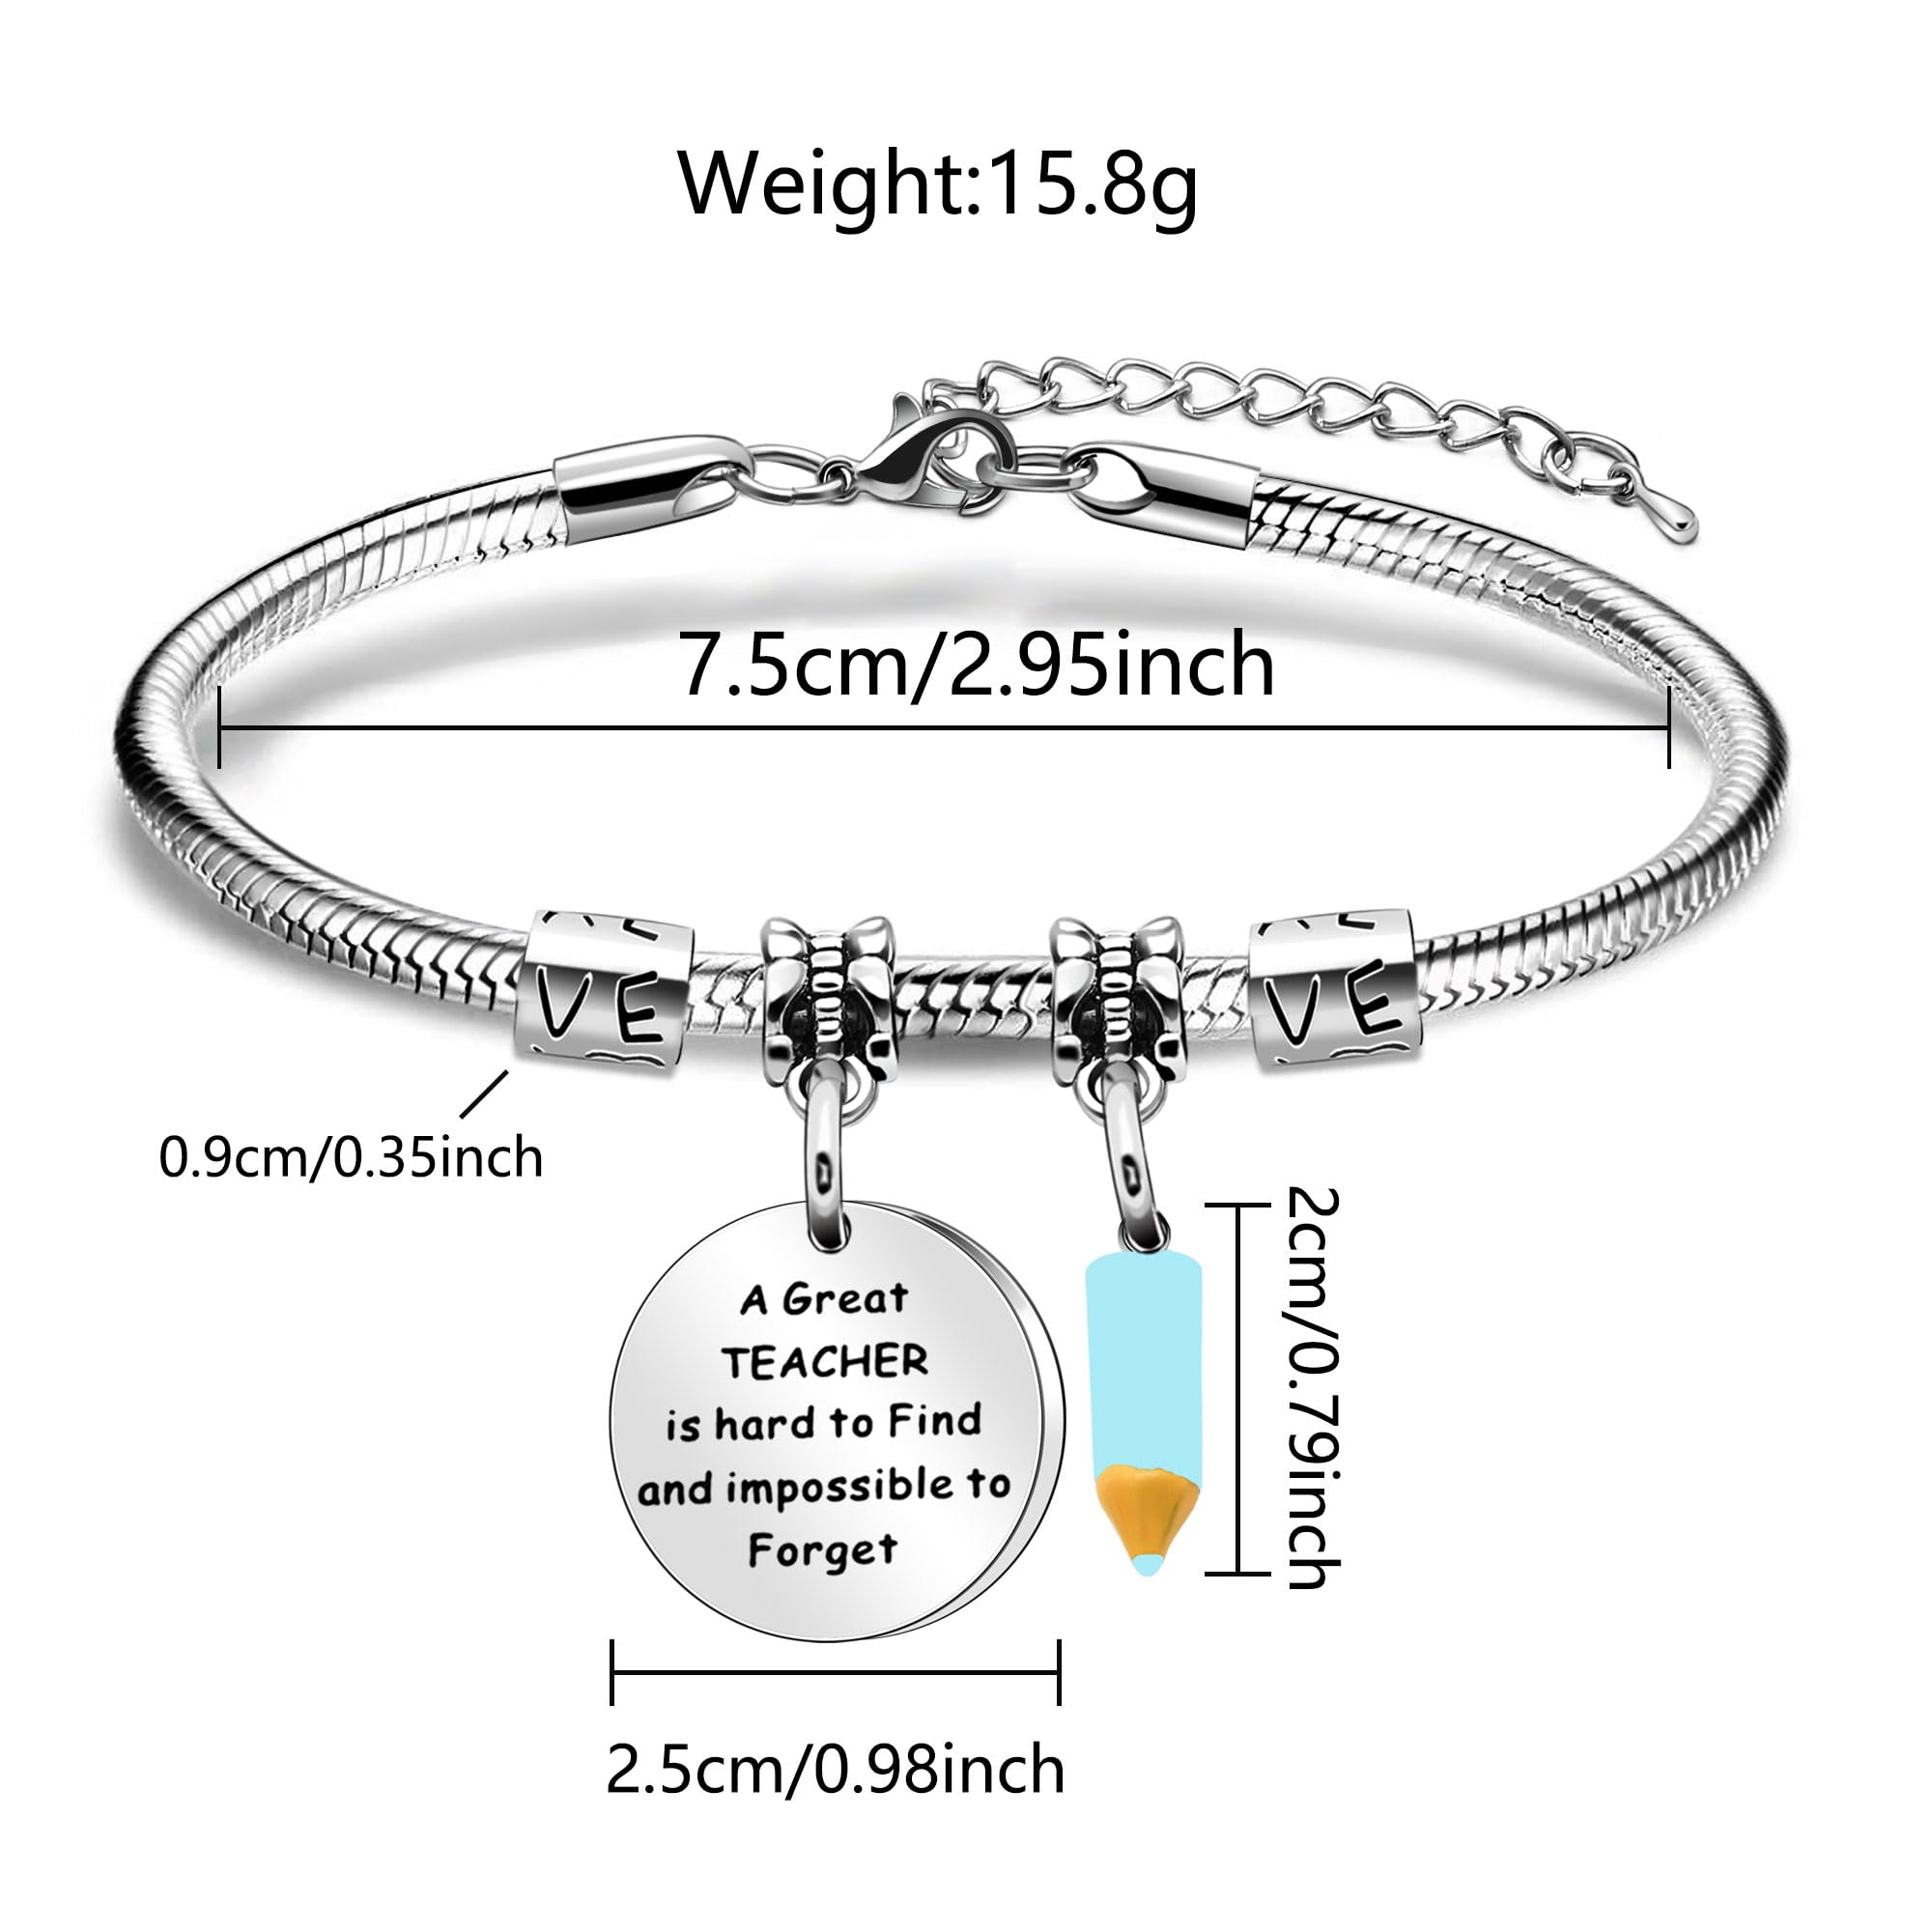 Weight:15.8g
7.5cm/2.95inch
VE
VE
0.9cm/0.35inch
2cm/0.79inch
A Great
TEACHER
is hard to Find
and impossible to
Forget
2.5cm/0.98inch